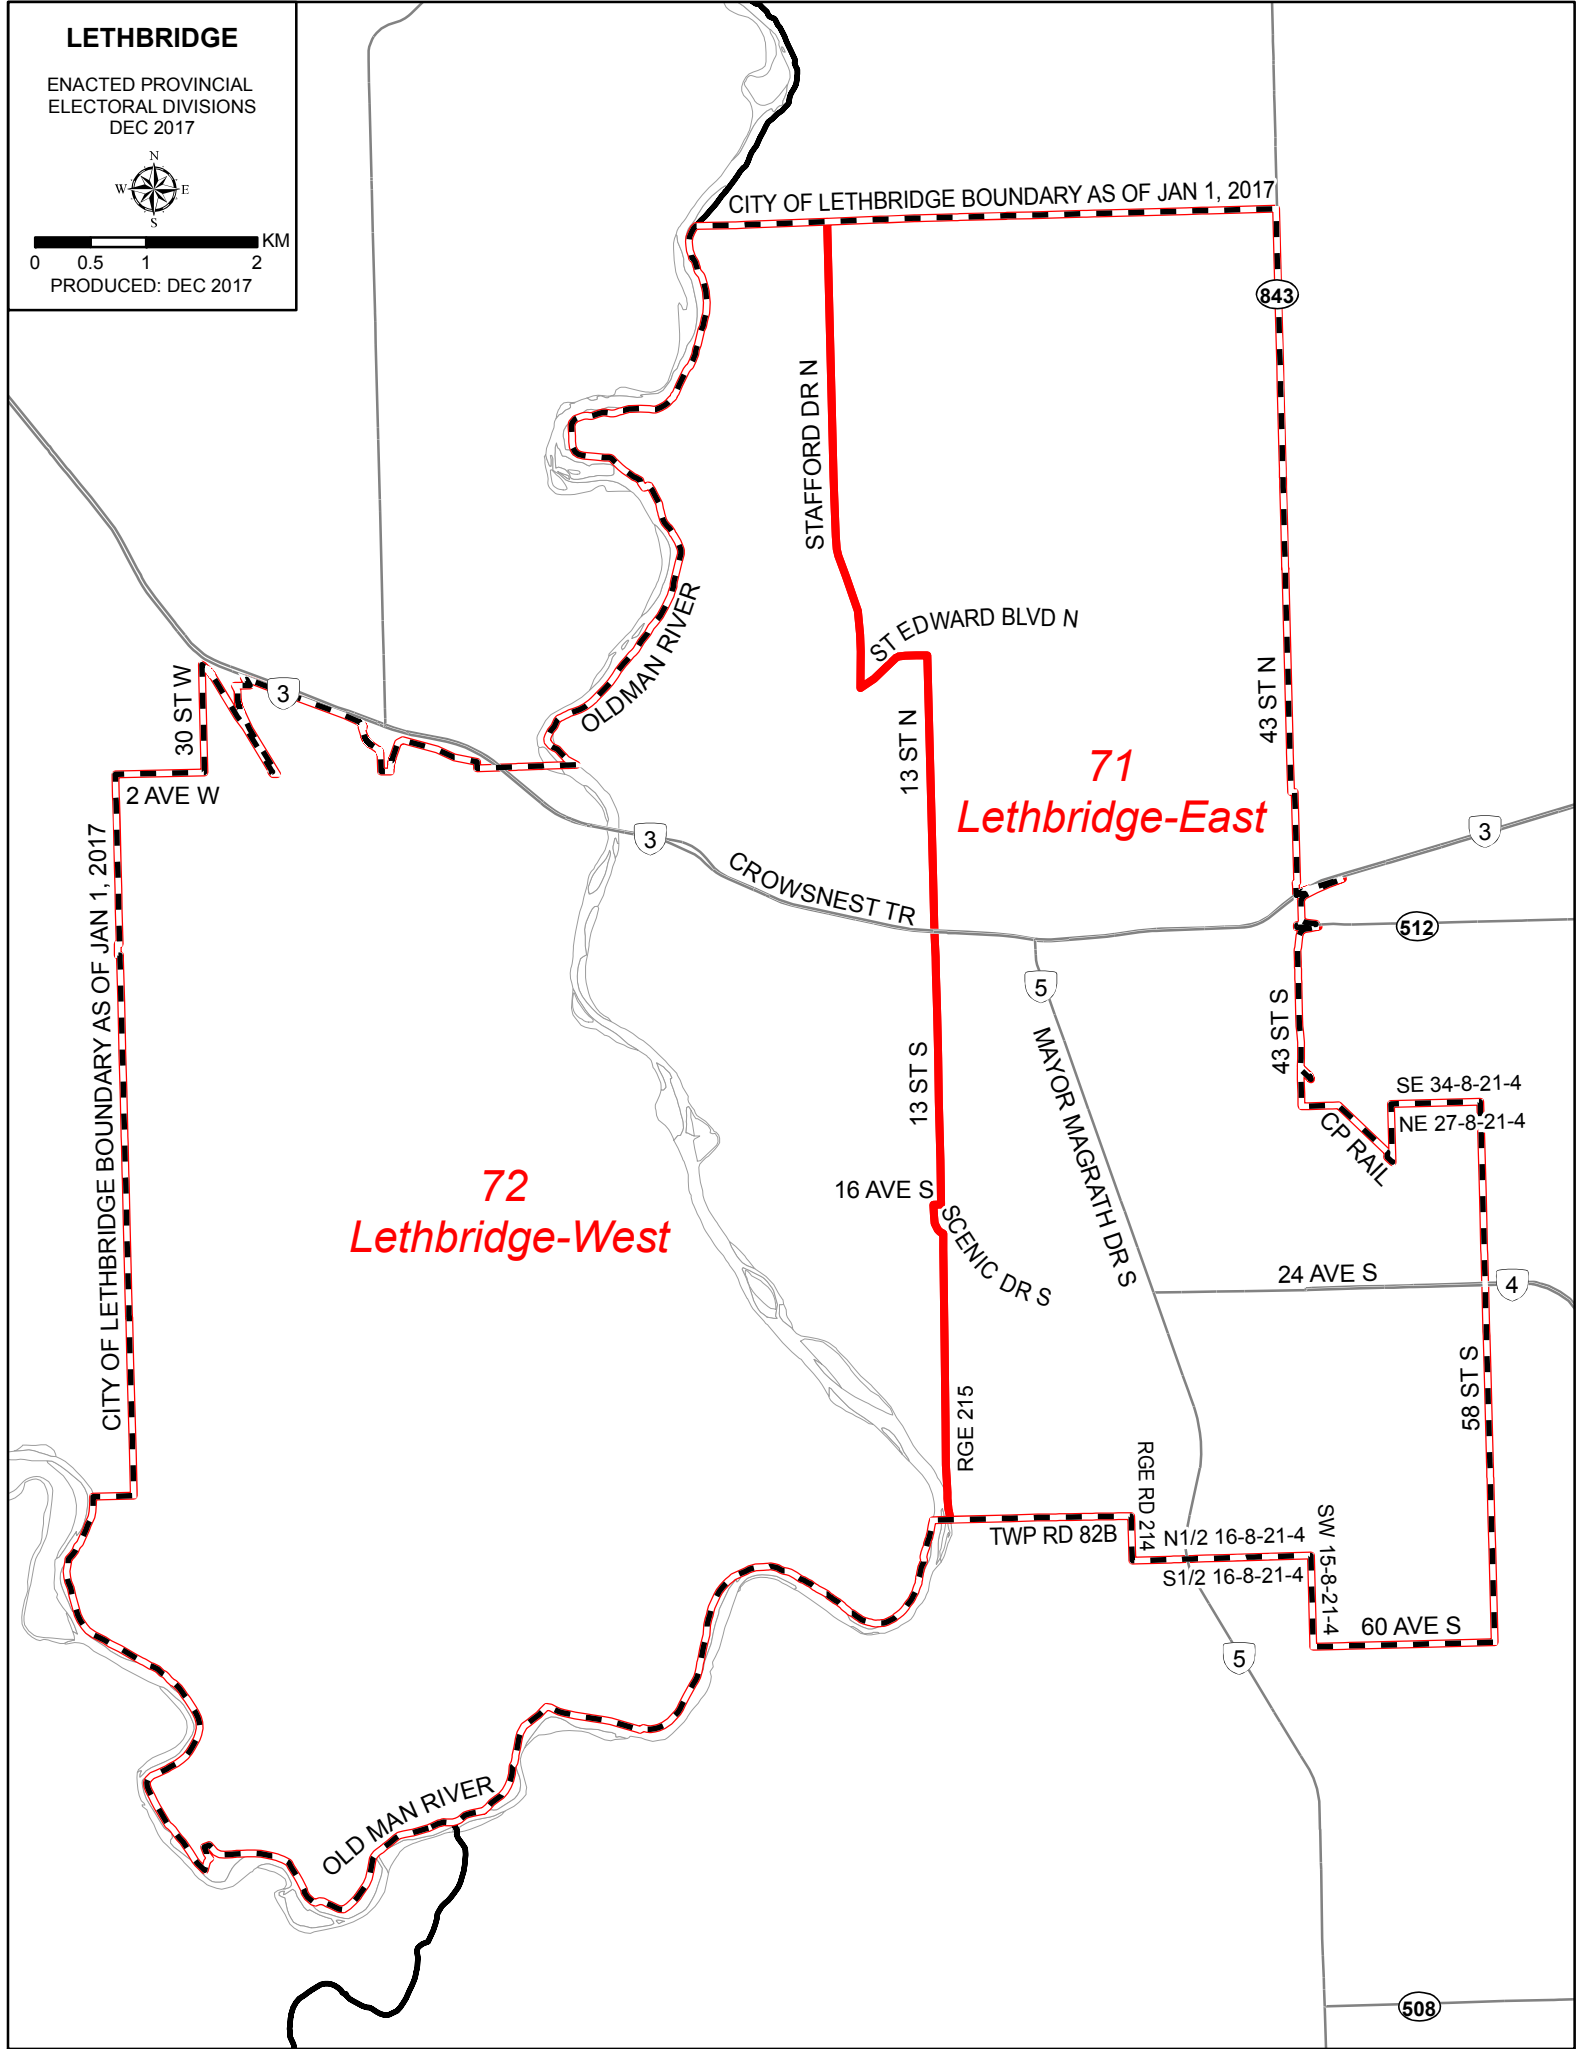 LETHBRIDGE
ENACTED PROVINCIAL
ELECTORAL DIVISIONS
DEC 2017
N
W E
S
KM
0 0.5 1 2
PRODUCED: DEC 2017
CITY OF LETHBRIDGE BOUNDARY AS OF JAN 1, 2017
843
STAFFORD DR N
ST EDWARD BLVD N
OLDMAN RIVER
30 ST W
3
2 AVE W
13 ST N
43 ST N
71
Lethbridge-East
3
3
CROWSNEST TR
512
5
CITY OF LETHBRIDGE BOUNDARY AS OF JAN 1, 2017
43 ST S
13 ST S
MAYOR MAGRATH DR S
SE 34-8-21-4
NE 27-8-21-4
CP RAIL
72
Lethbridge-West
16 AVE S
SCENIC DR S
24 AVE S
4
58 ST S
RGE 215
RGE RD 214
TWP RD 82B
N1/2 16-8-21-4
S1/2 16-8-21-4
SW 15-8-21-4
60 AVE S
5
OLD MAN RIVER
508